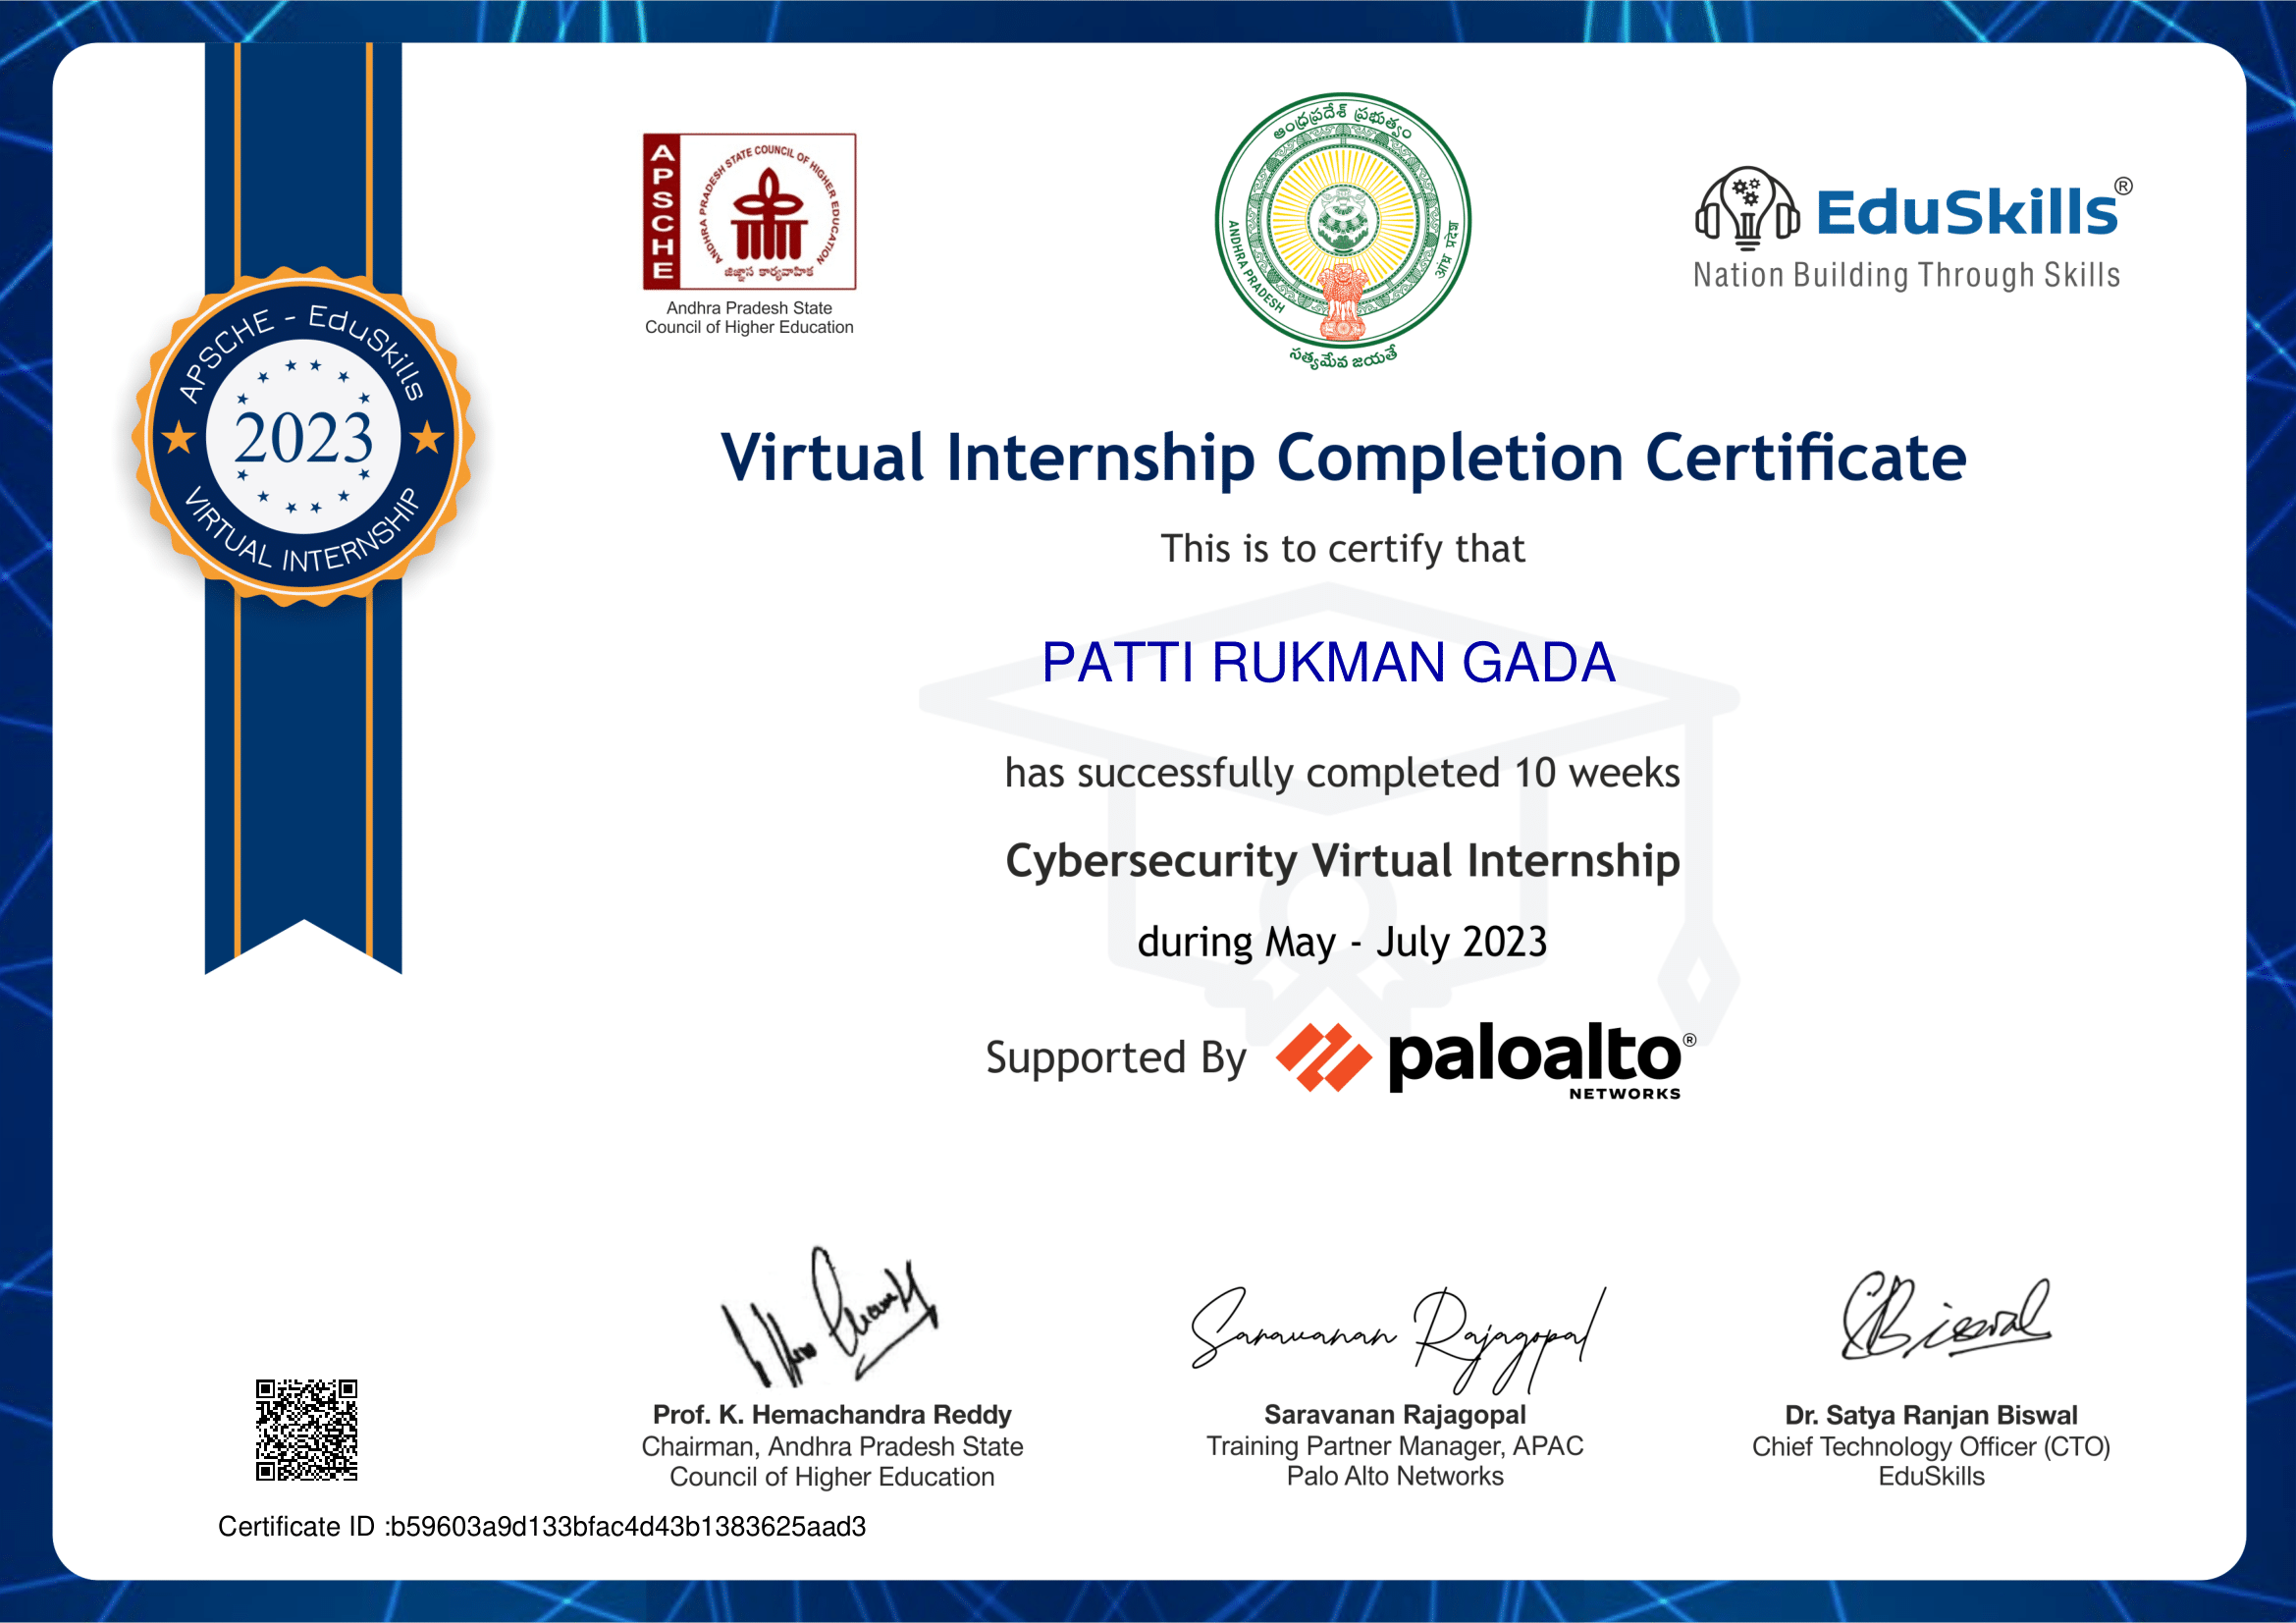 APSCHE - EduSkills
2023
VIRTUAL INTERNSHIP
APSCHE
ANDHRA PRADESH STATE COUNCIL OF HIGHER EDUCATION
Andhra Pradesh State
Council of Higher Education
ఆంధ్రప్రదేశ్ ప్రభుత్వం
ANDHRA PRADESH
आंध्र प्रदेश
సత్యమేవ జయతే
EduSkills®
Nation Building Through Skills
Virtual Internship Completion Certificate
This is to certify that
PATTI RUKMAN GADA
has successfully completed 10 weeks
Cybersecurity Virtual Internship
during May - July 2023
Supported By paloalto®
NETWORKS
Saravanan Rajagopal
Prof. K. Hemachandra Reddy
Chairman, Andhra Pradesh State
Council of Higher Education
Saravanan Rajagopal
Training Partner Manager, APAC
Palo Alto Networks
Dr. Satya Ranjan Biswal
Chief Technology Officer (CTO)
EduSkills
Certificate ID :b59603a9d133bfac4d43b1383625aad3